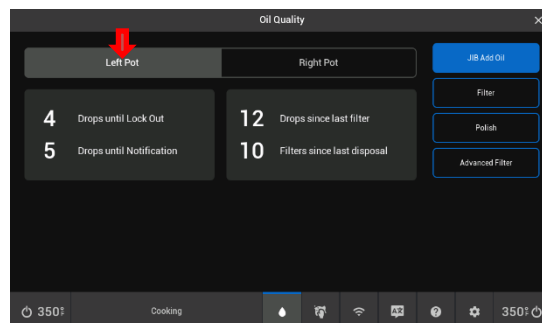 Oil Quality
Left Pot
Right Pot
JIB Add Oil
Filter
Polish
Advanced Filter
4 Drops until Lock Out
5 Drops until Notification
12 Drops since last filter
10 Filters since last disposal
350°F
Cooking
350°F